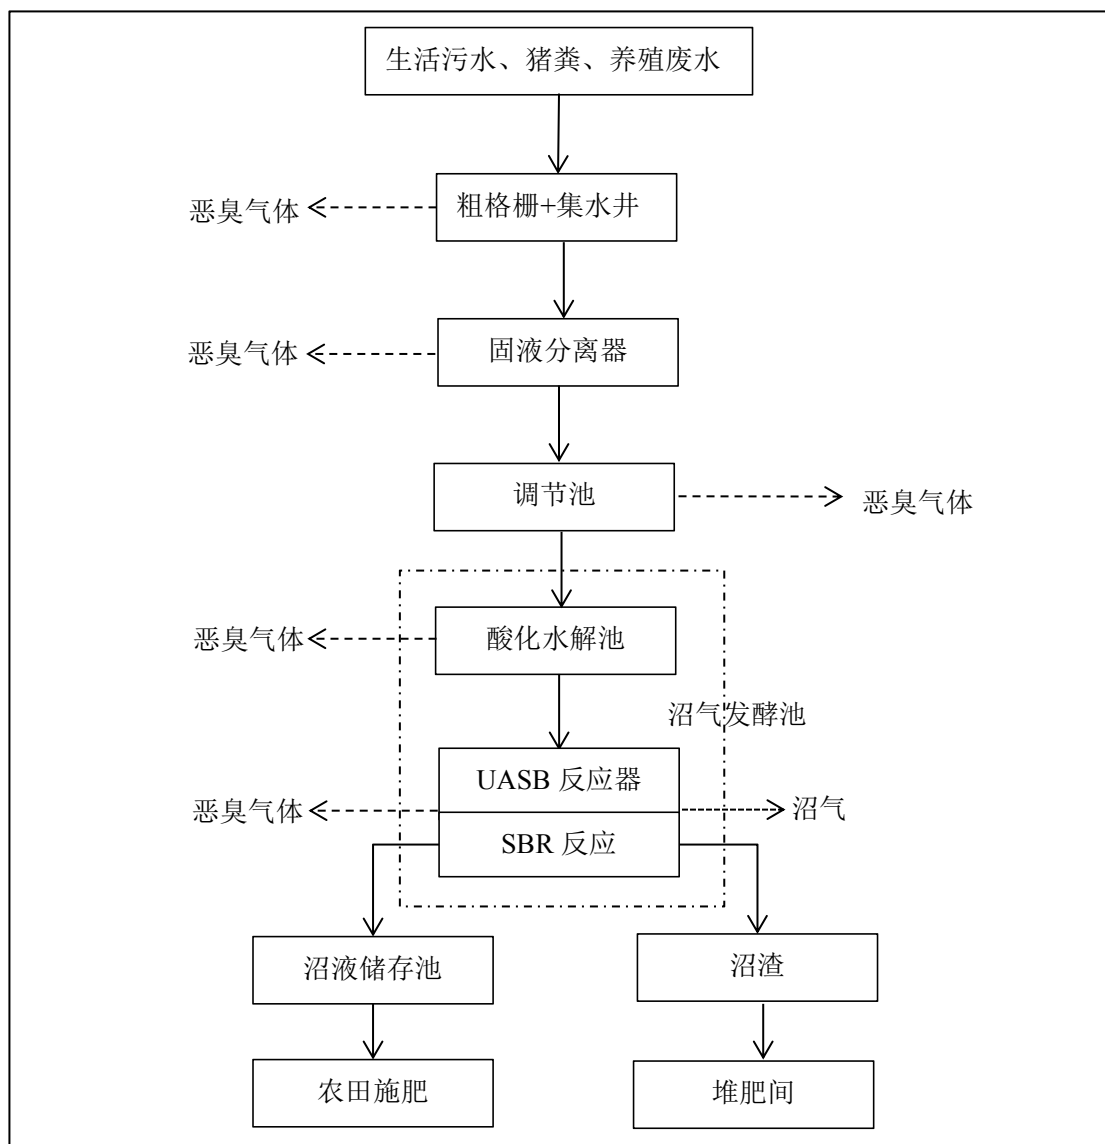 生活污水、猪粪、养殖废水
恶臭气体
粗格栅+集水井
恶臭气体
固液分离器
调节池
恶臭气体
恶臭气体
酸化水解池
沼气发酵池
UASB 反应器
恶臭气体
沼气
SBR 反应
沼液储存池
沼渣
农田施肥
堆肥间